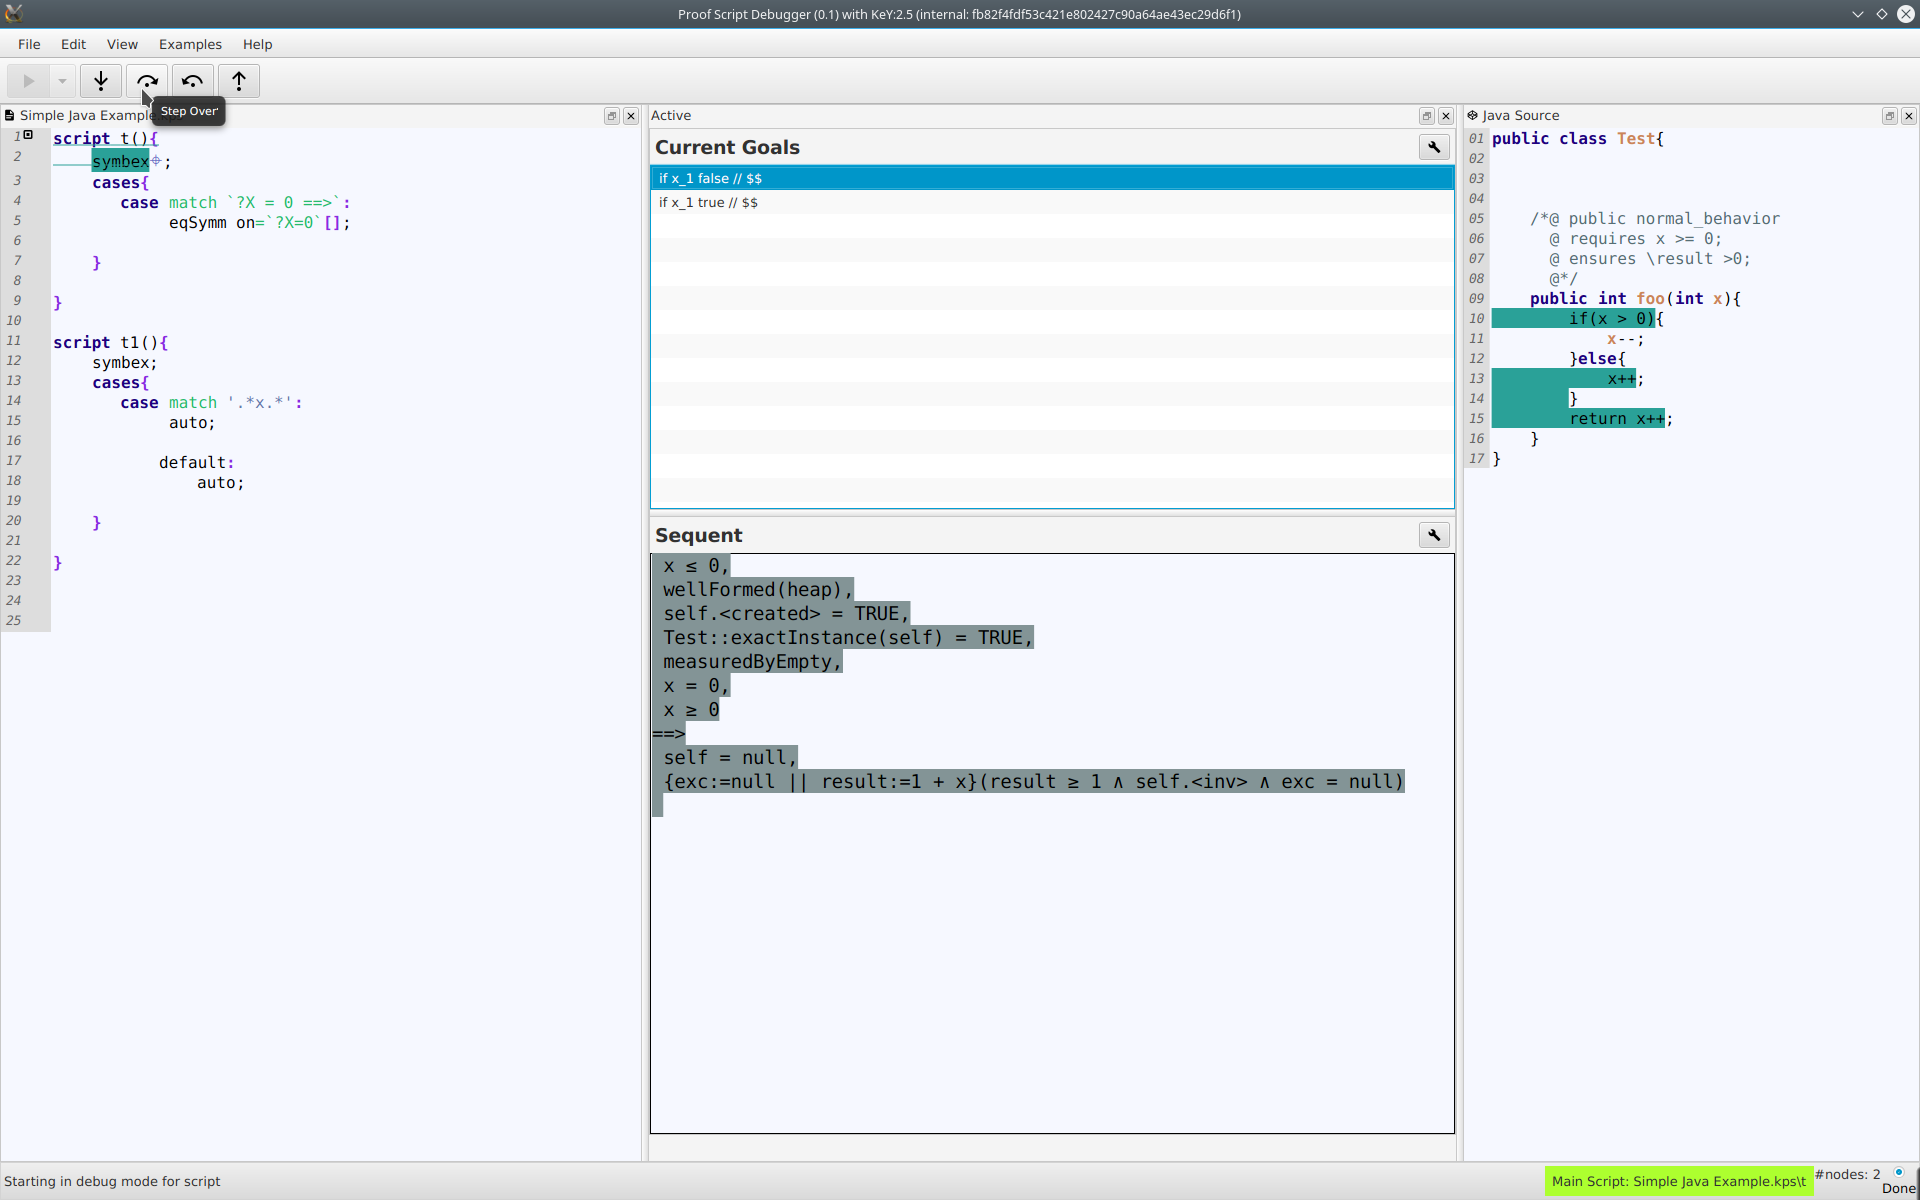 Proof Script Debugger (0.1) with KeY:2.5 (internal: fb82f4fdf53c421e802427c90a64ae43ec29d6f1)
File Edit View Examples Help
Step Over
Simple Java Example
1 script t(){
2 symbex ;
3 cases{
4 case match `?X = 0 ==>`:
5 eqSymm on=`?X=0`[];
6
7 }
8
9 }
10
11 script t1(){
12 symbex;
13 cases{
14 case match '.*x.*':
15 auto;
16
17 default:
18 auto;
19
20 }
21
22 }
23
24
25
Active
Current Goals
if x_1 false // $$
if x_1 true // $$
Sequent
x ≤ 0,
wellFormed(heap),
self.<created> = TRUE,
Test::exactInstance(self) = TRUE,
measuredByEmpty,
x = 0,
x ≥ 0
==>
self = null,
{exc:=null || result:=1 + x}(result ≥ 1 ∧ self.<inv> ∧ exc = null)
Java Source
01 public class Test{
02
03
04
05 /*@ public normal_behavior
06 @ requires x >= 0;
07 @ ensures \result >0;
08 @*/
09 public int foo(int x){
10 if(x > 0){
11 x--;
12 }else{
13 x++;
14 }
15 return x++;
16 }
17 }
Starting in debug mode for script
Main Script: Simple Java Example.kps\t
#nodes: 2
Done